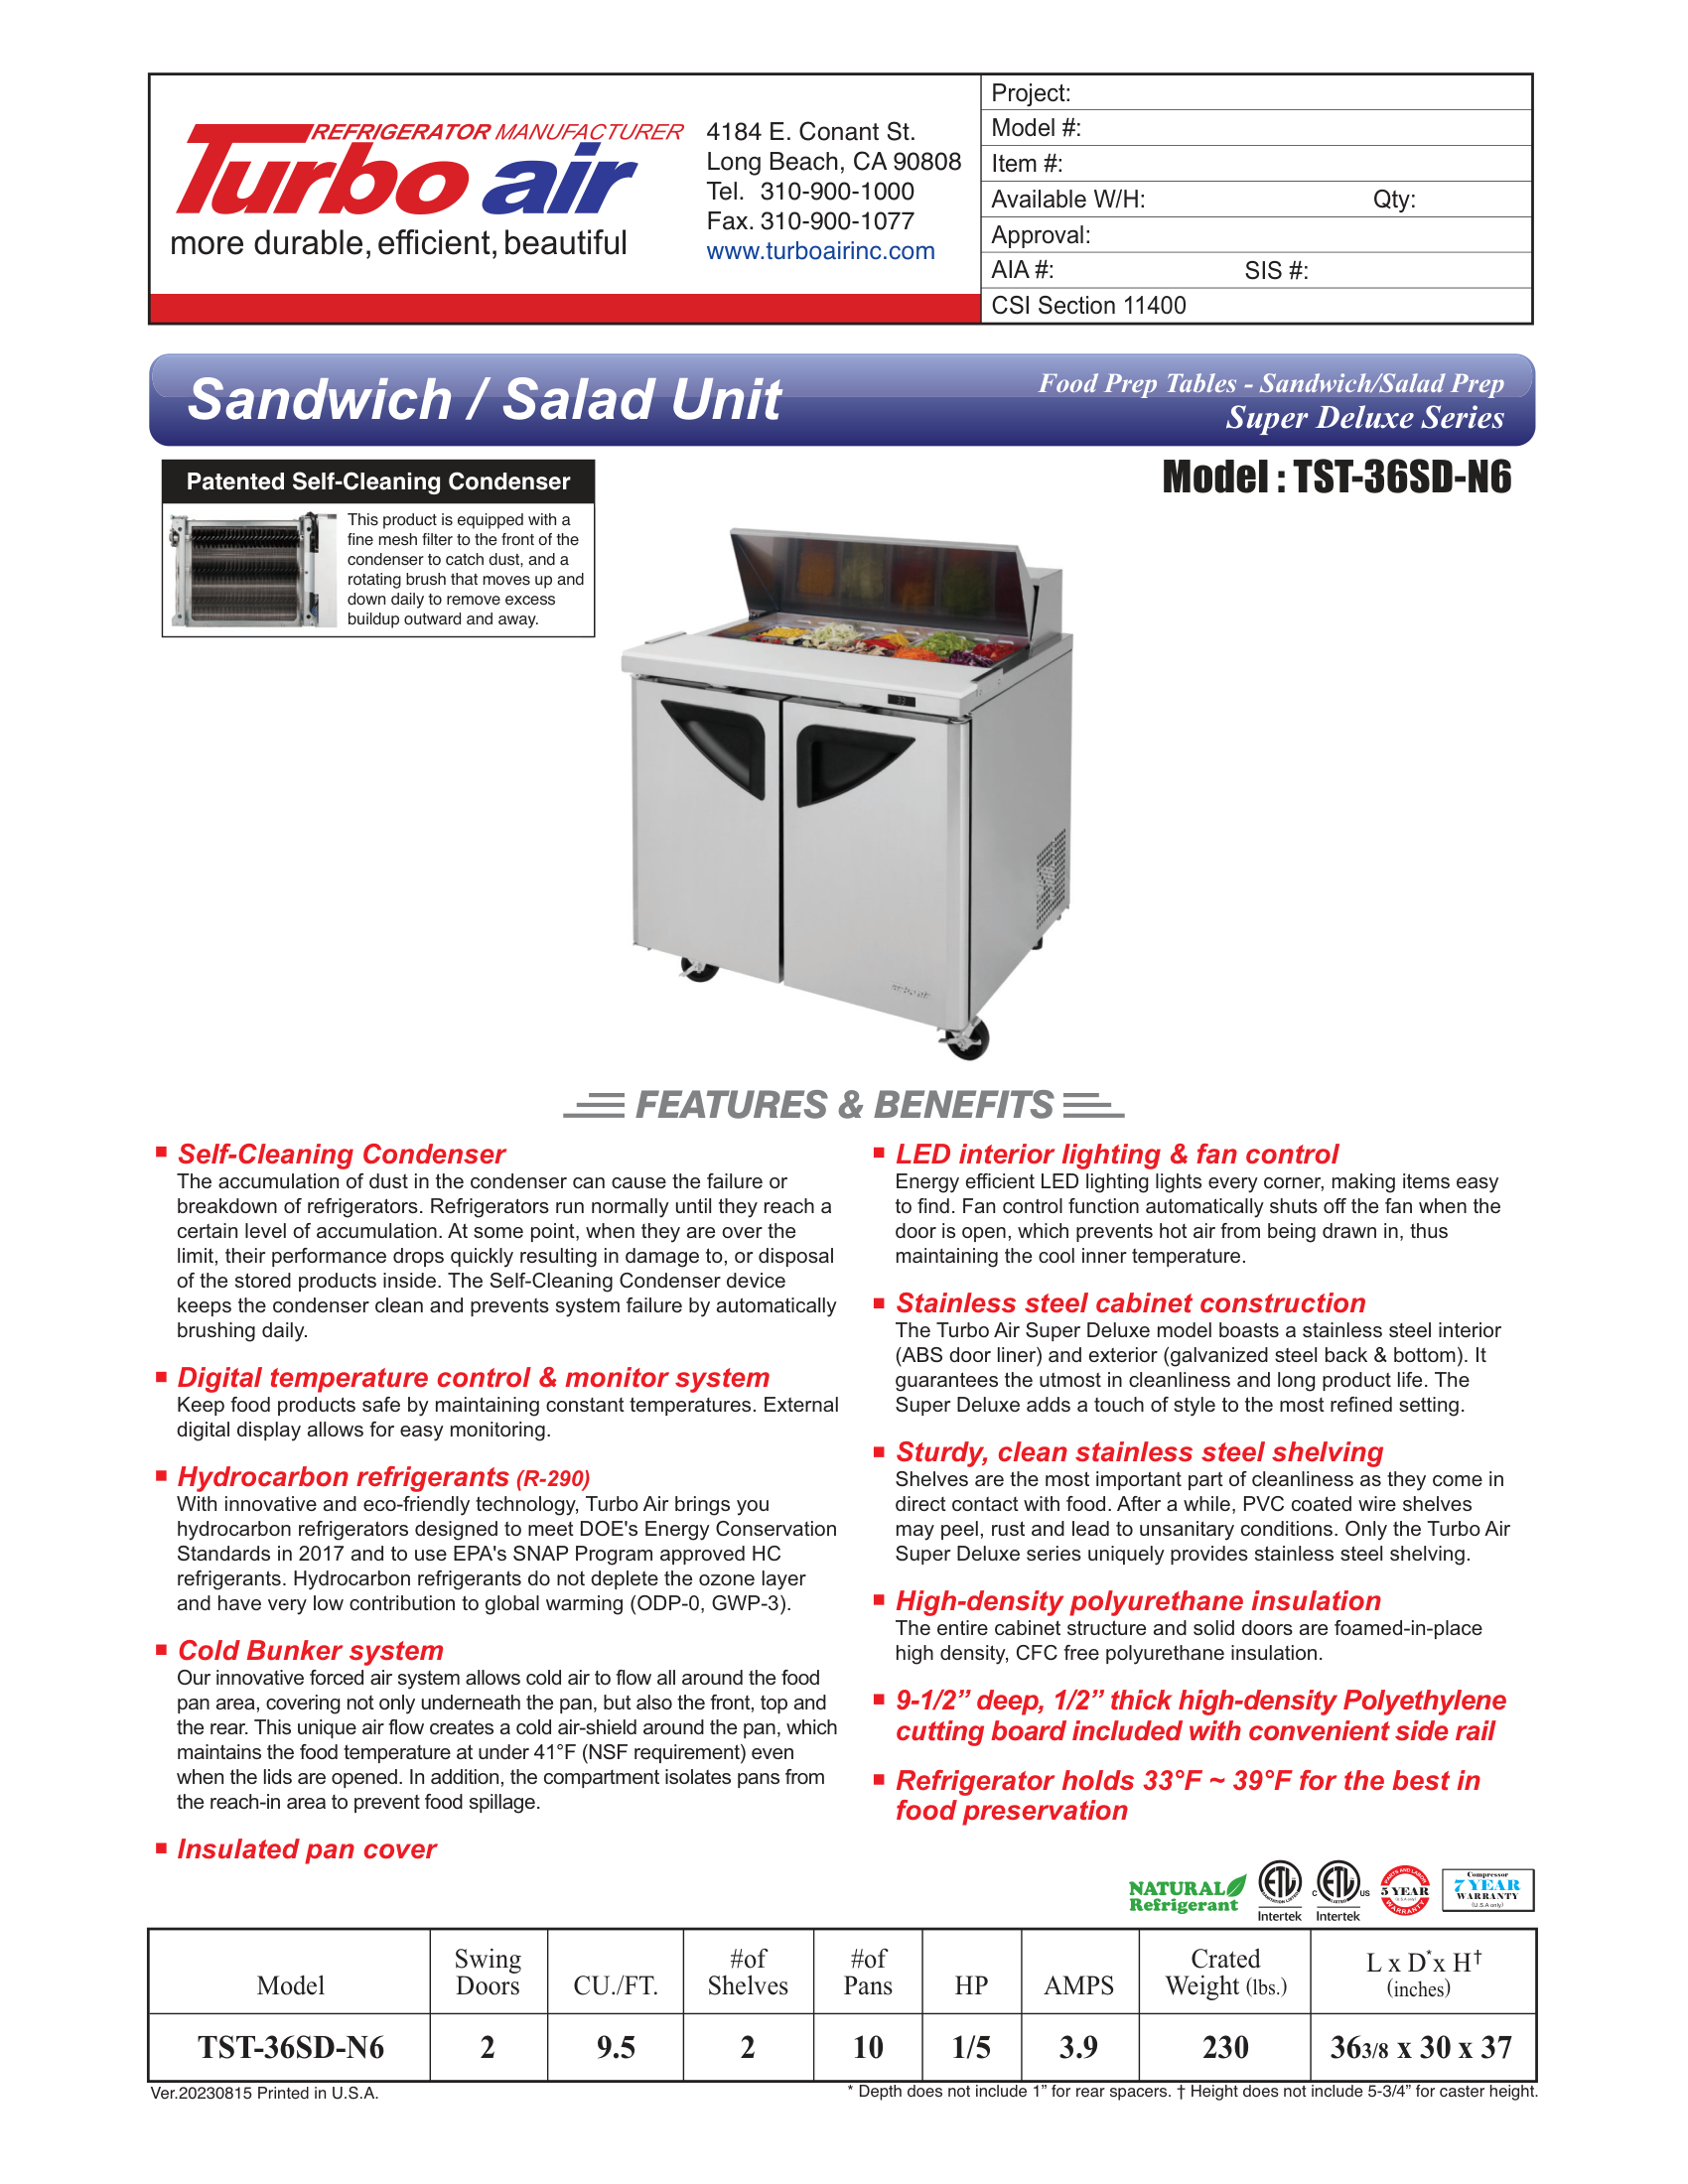 REFRIGERATOR MANUFACTURER
Turbo air
more durable, efficient, beautiful
4184 E. Conant St.
Long Beach, CA 90808
Tel. 310-900-1000
Fax. 310-900-1077
www.turboairinc.com
Project:
Model #:
Item #:
Available W/H: Qty:
Approval:
AIA #: SIS #:
CSI Section 11400
Sandwich / Salad Unit
Food Prep Tables - Sandwich/Salad Prep
Super Deluxe Series
Patented Self-Cleaning Condenser
This product is equipped with a
fine mesh filter to the front of the
condenser to catch dust, and a
rotating brush that moves up and
down daily to remove excess
buildup outward and away.
Model : TST-36SD-N6
FEATURES & BENEFITS
Self-Cleaning Condenser
The accumulation of dust in the condenser can cause the failure or
breakdown of refrigerators. Refrigerators run normally until they reach a
certain level of accumulation. At some point, when they are over the
limit, their performance drops quickly resulting in damage to, or disposal
of the stored products inside. The Self-Cleaning Condenser device
keeps the condenser clean and prevents system failure by automatically
brushing daily.
Digital temperature control & monitor system
Keep food products safe by maintaining constant temperatures. External
digital display allows for easy monitoring.
Hydrocarbon refrigerants (R-290)
With innovative and eco-friendly technology, Turbo Air brings you
hydrocarbon refrigerators designed to meet DOE's Energy Conservation
Standards in 2017 and to use EPA's SNAP Program approved HC
refrigerants. Hydrocarbon refrigerants do not deplete the ozone layer
and have very low contribution to global warming (ODP-0, GWP-3).
Cold Bunker system
Our innovative forced air system allows cold air to flow all around the food
pan area, covering not only underneath the pan, but also the front, top and
the rear. This unique air flow creates a cold air-shield around the pan, which
maintains the food temperature at under 41°F (NSF requirement) even
when the lids are opened. In addition, the compartment isolates pans from
the reach-in area to prevent food spillage.
Insulated pan cover
LED interior lighting & fan control
Energy efficient LED lighting lights every corner, making items easy
to find. Fan control function automatically shuts off the fan when the
door is open, which prevents hot air from being drawn in, thus
maintaining the cool inner temperature.
Stainless steel cabinet construction
The Turbo Air Super Deluxe model boasts a stainless steel interior
(ABS door liner) and exterior (galvanized steel back & bottom). It
guarantees the utmost in cleanliness and long product life. The
Super Deluxe adds a touch of style to the most refined setting.
Sturdy, clean stainless steel shelving
Shelves are the most important part of cleanliness as they come in
direct contact with food. After a while, PVC coated wire shelves
may peel, rust and lead to unsanitary conditions. Only the Turbo Air
Super Deluxe series uniquely provides stainless steel shelving.
High-density polyurethane insulation
The entire cabinet structure and solid doors are foamed-in-place
high density, CFC free polyurethane insulation.
9-1/2” deep, 1/2” thick high-density Polyethylene
cutting board included with convenient side rail
Refrigerator holds 33°F ~ 39°F for the best in
food preservation
NATURAL
Refrigerant
ETL
SANITATION LISTED
Intertek
C ETL US
LISTED
Intertek
PARTS AND LABOR
5 YEAR
(U.S.A only)
WARRANTY
Compressor
7 YEAR
WARRANTY
(U.S.A only)
Model Swing Doors CU./FT. #of Shelves #of Pans HP AMPS Crated Weight (lbs.) L x D* x H† (inches)
TST-36SD-N6 2 9.5 2 10 1/5 3.9 230 363/8 x 30 x 37
Ver.20230815 Printed in U.S.A.
* Depth does not include 1” for rear spacers. † Height does not include 5-3/4” for caster height.